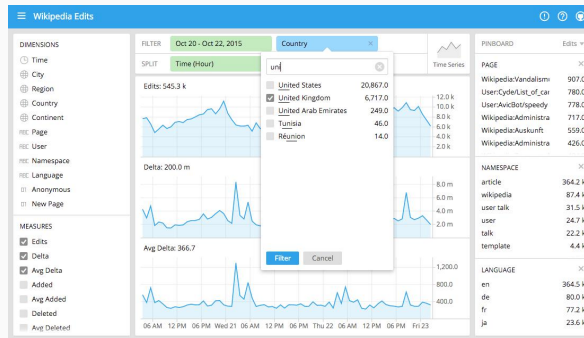 Wikipedia Edits
DIMENSIONS
Time
City
Region
Country
Continent
Page
User
Namespace
Language
Anonymous
New Page
MEASURES
Edits
Delta
Avg Delta
Added
Avg Added
Deleted
Avg Deleted
FILTER Oct 20 - Oct 22, 2015 Country ×
SPLIT Time (Hour)
Time Series
uni
United States 20,867.0
United Kingdom 6,717.0
United Arab Emirates 249.0
Tunisia 46.0
Réunion 14.0
Filter Cancel
Edits: 545.3 k
12.0 k
10.0 k
8.0 k
6.0 k
4.0 k
2.0 k
Delta: 200.0 m
8.0 m
6.0 m
4.0 m
2.0 m
Avg Delta: 366.7
1,200.0
800.0
400.0
06 AM 12 PM 06 PM Wed 21 06 AM 12 PM 06 PM Thu 22 06 AM 12 PM 06 PM Fri 23
PINBOARD Edits
PAGE ×
Wikipedia:Vandalism 907.0
User:Cyde/List_of_ca 780.0
User:AvicBot/speedy 778.0
Wikipedia:Administra 717.0
Wikipedia:Auskunft 559.0
Wikipedia:Administra 426.0
NAMESPACE ×
article 364.2 k
wikipedia 87.4 k
user talk 31.5 k
user 24.7 k
talk 22.2 k
template 4.4 k
LANGUAGE ×
en 364.5 k
de 80.0 k
fr 77.2 k
ja 23.6 k